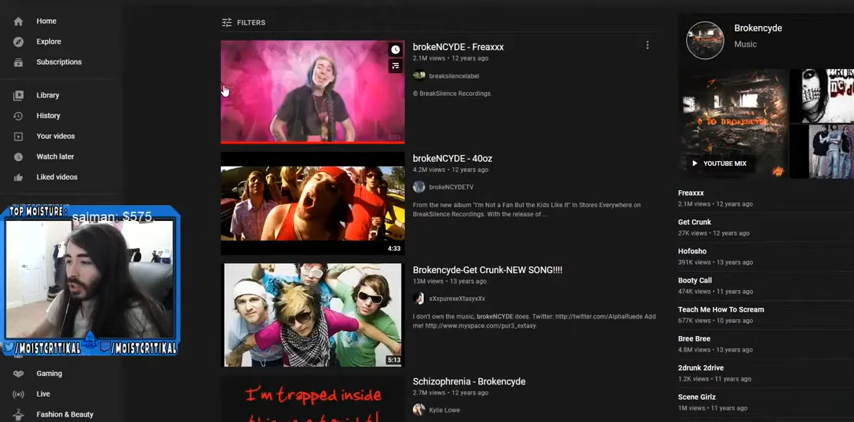 Home
Explore
Subscriptions
Library
History
Your videos
Watch later
Liked videos
TOP MOISTURE:
salman: $575
/MOISTCR1TIKAL
/MOISTCR1TIKAL
Gaming
Live
Fashion & Beauty
FILTERS
brokeNCYDE - Freaxxx
2.1M views • 12 years ago
breaksilencelabel
© BreakSilence Recordings.
brokeNCYDE - 40oz
4.2M views • 12 years ago
brokeNCYDETV
From the new album "I'm Not a Fan But the Kids Like It" In Stores Everywhere on
BreakSilence Recordings. With the release of ...
4:33
Brokencyde-Get Crunk-NEW SONG!!!!
13M views • 13 years ago
xXxpurexeXtasyxXx
I don't own the music, brokeNCYDE does. Twitter: http://twitter.com/AlphaRuede Add
me! http://www.myspace.com/pur3_extasy.
5:13
Schizophrenia - Brokencyde
2.7M views • 12 years ago
Kylie Lowe
I'm trapped inside
Brokencyde
Music
YOUTUBE MIX
Freaxxx
2.1M views • 12 years ago
Get Crunk
27K views • 12 years ago
Hofosho
391K views • 13 years ago
Booty Call
474K views • 11 years ago
Teach Me How To Scream
677K views • 10 years ago
Bree Bree
4.8M views • 13 years ago
2drunk 2drive
1.2K views • 11 years ago
Scene Girlz
1M views • 11 years ago